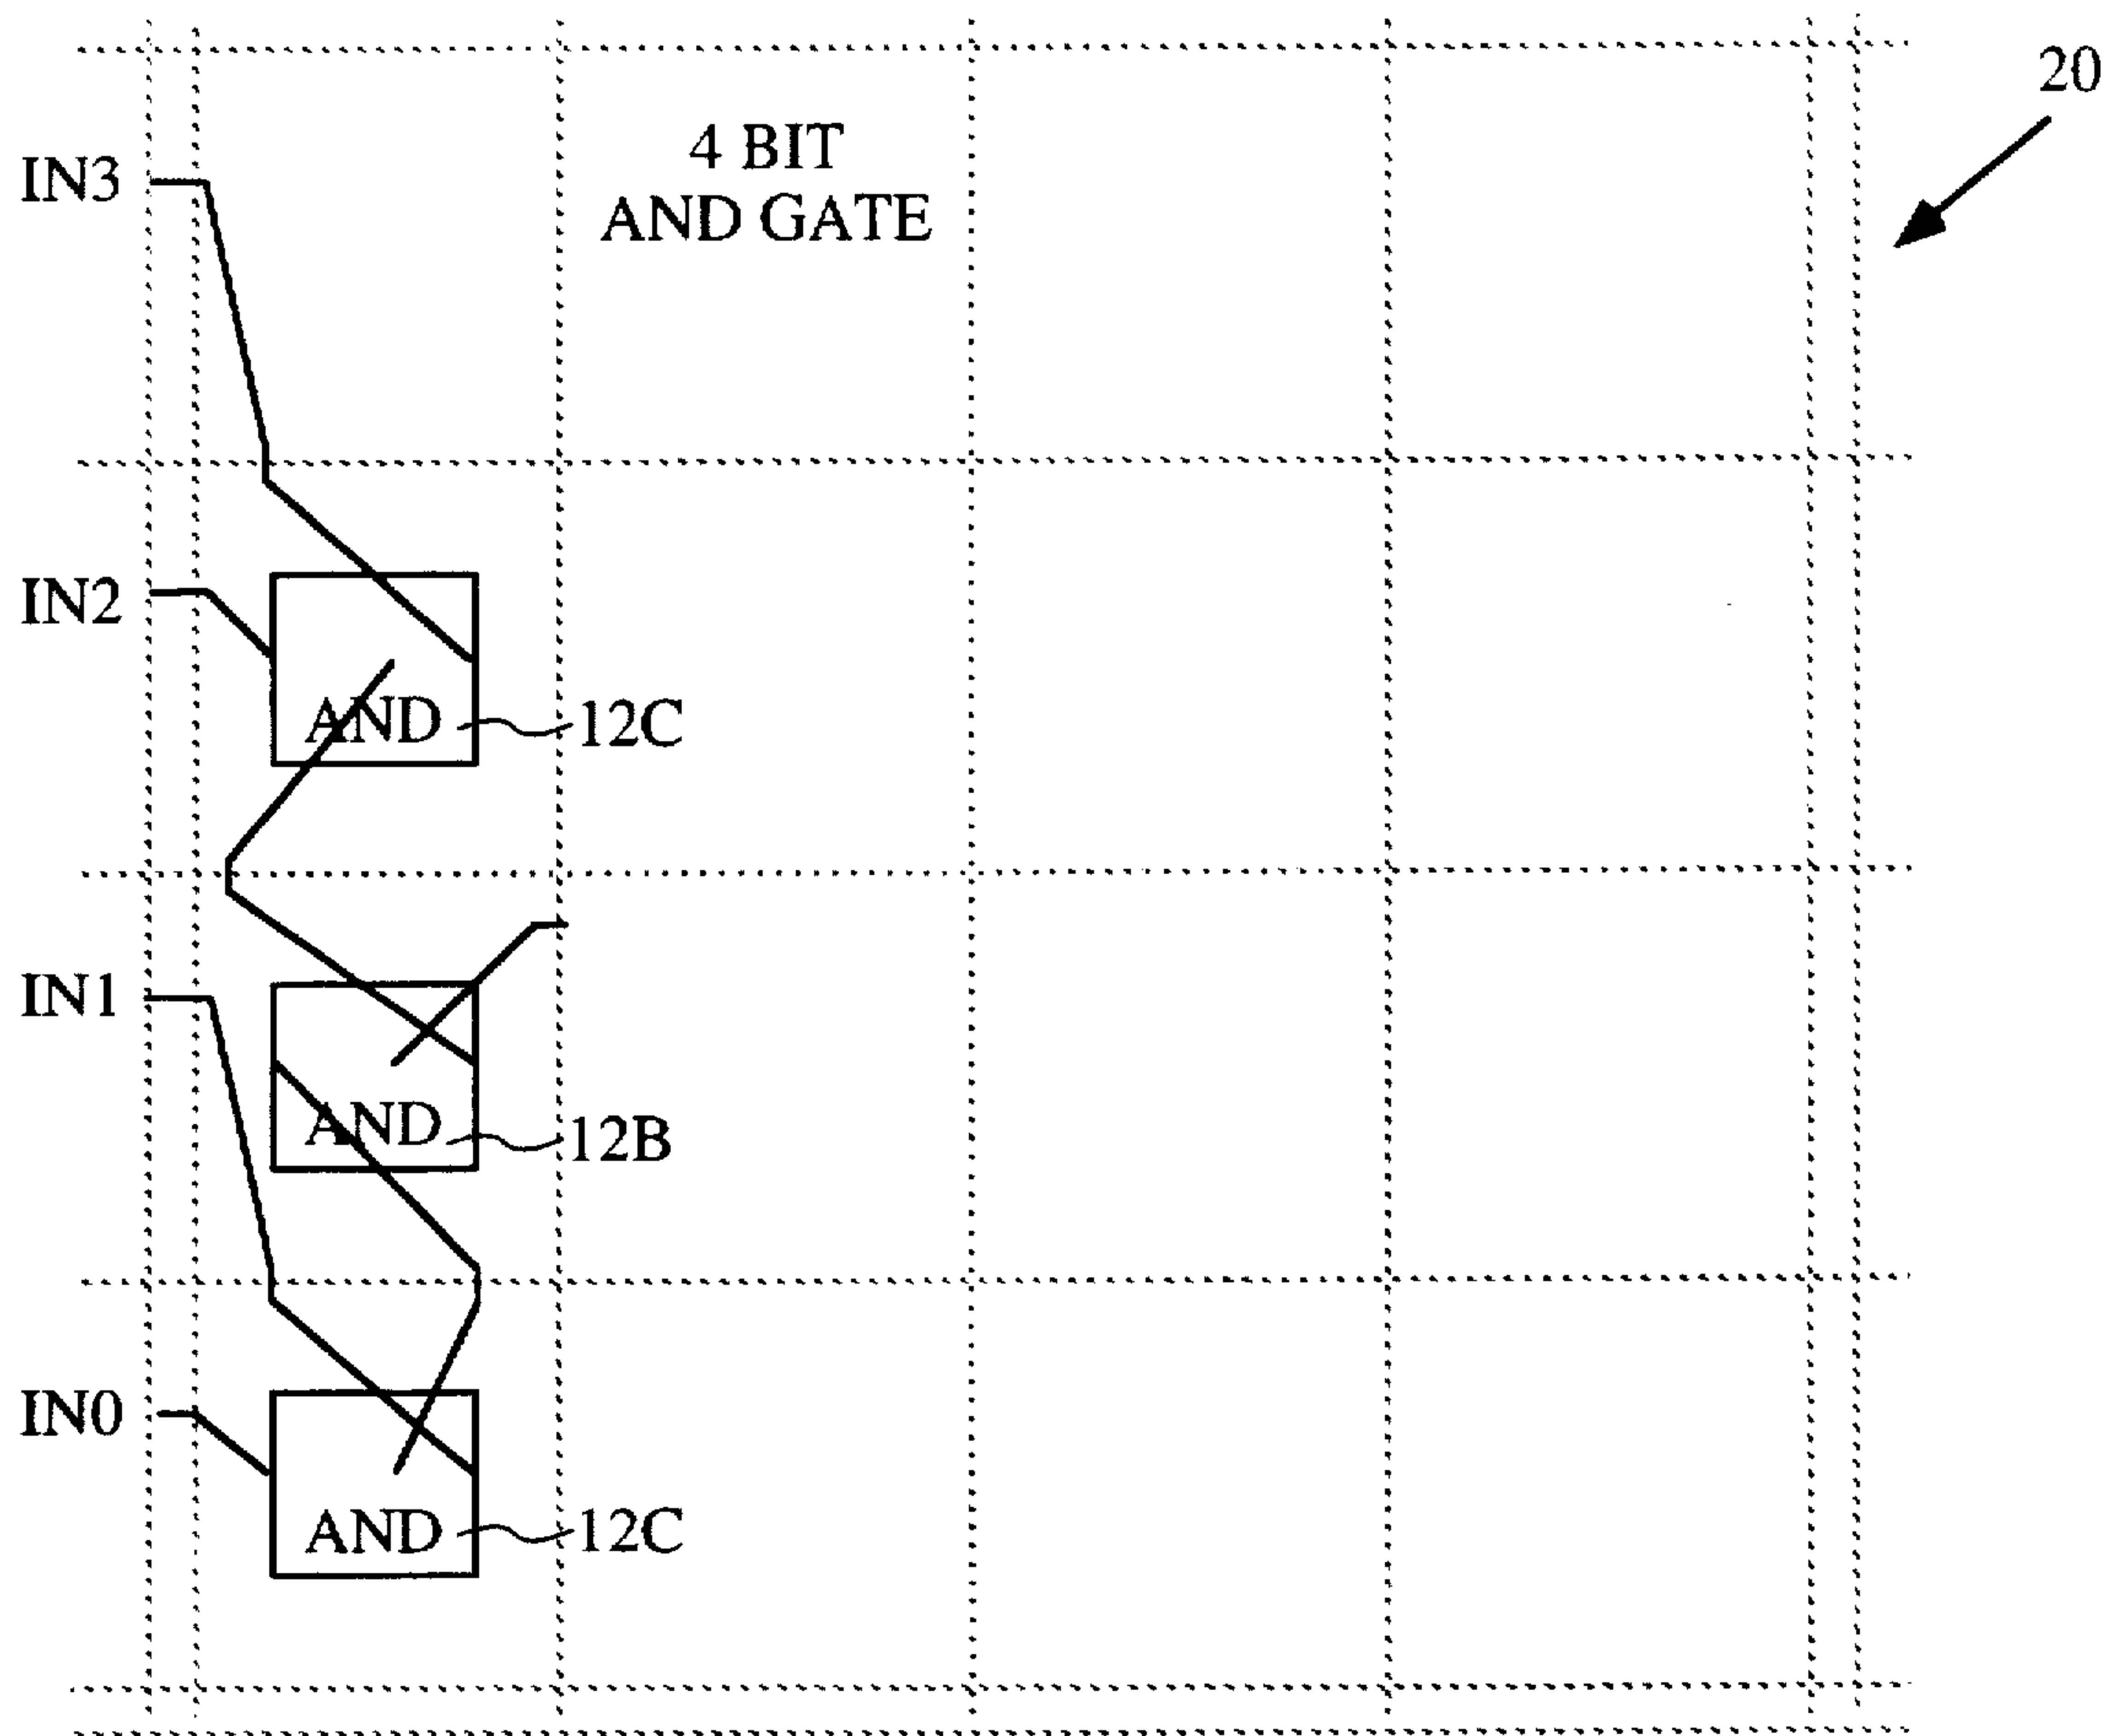 20
4 BIT
AND GATE
IN3
IN2
AND
12C
IN1
AND
12B
IN0
AND
12C